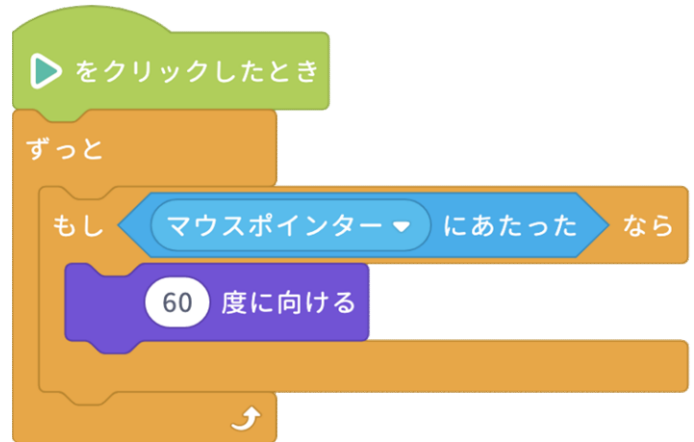 をクリックしたとき
ずっと
もし マウスポインター にあたった なら
60 度に向ける